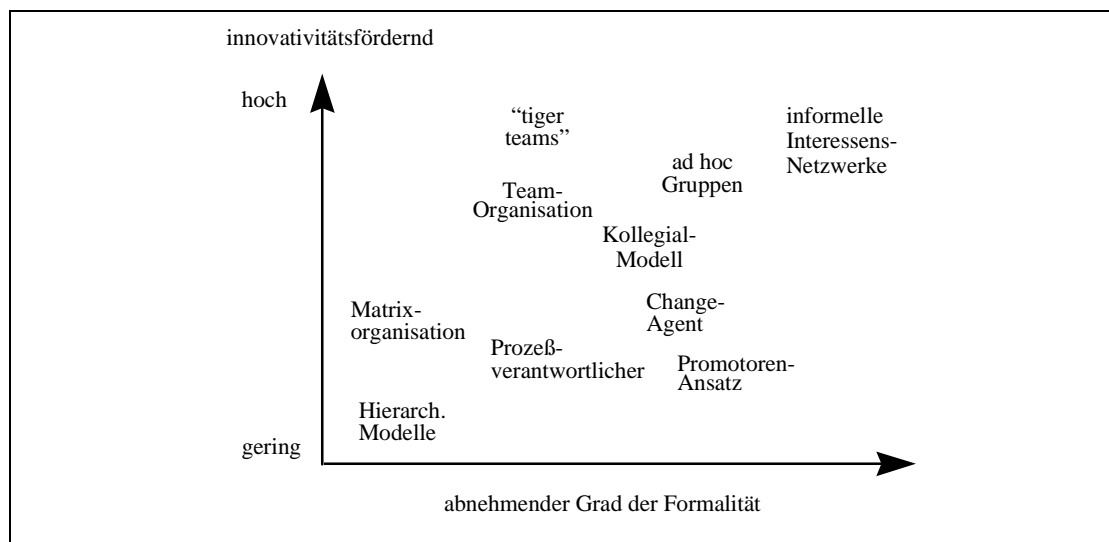 innovativitätsfördernd
hoch
“tiger
teams”
informelle
Interessens-
Netzwerke
ad hoc
Gruppen
Team-
Organisation
Kollegial-
Modell
Matrix-
organisation
Change-
Agent
Prozeß-
verantwortlicher
Promotoren-
Ansatz
Hierarch.
Modelle
gering
abnehmender Grad der Formalität